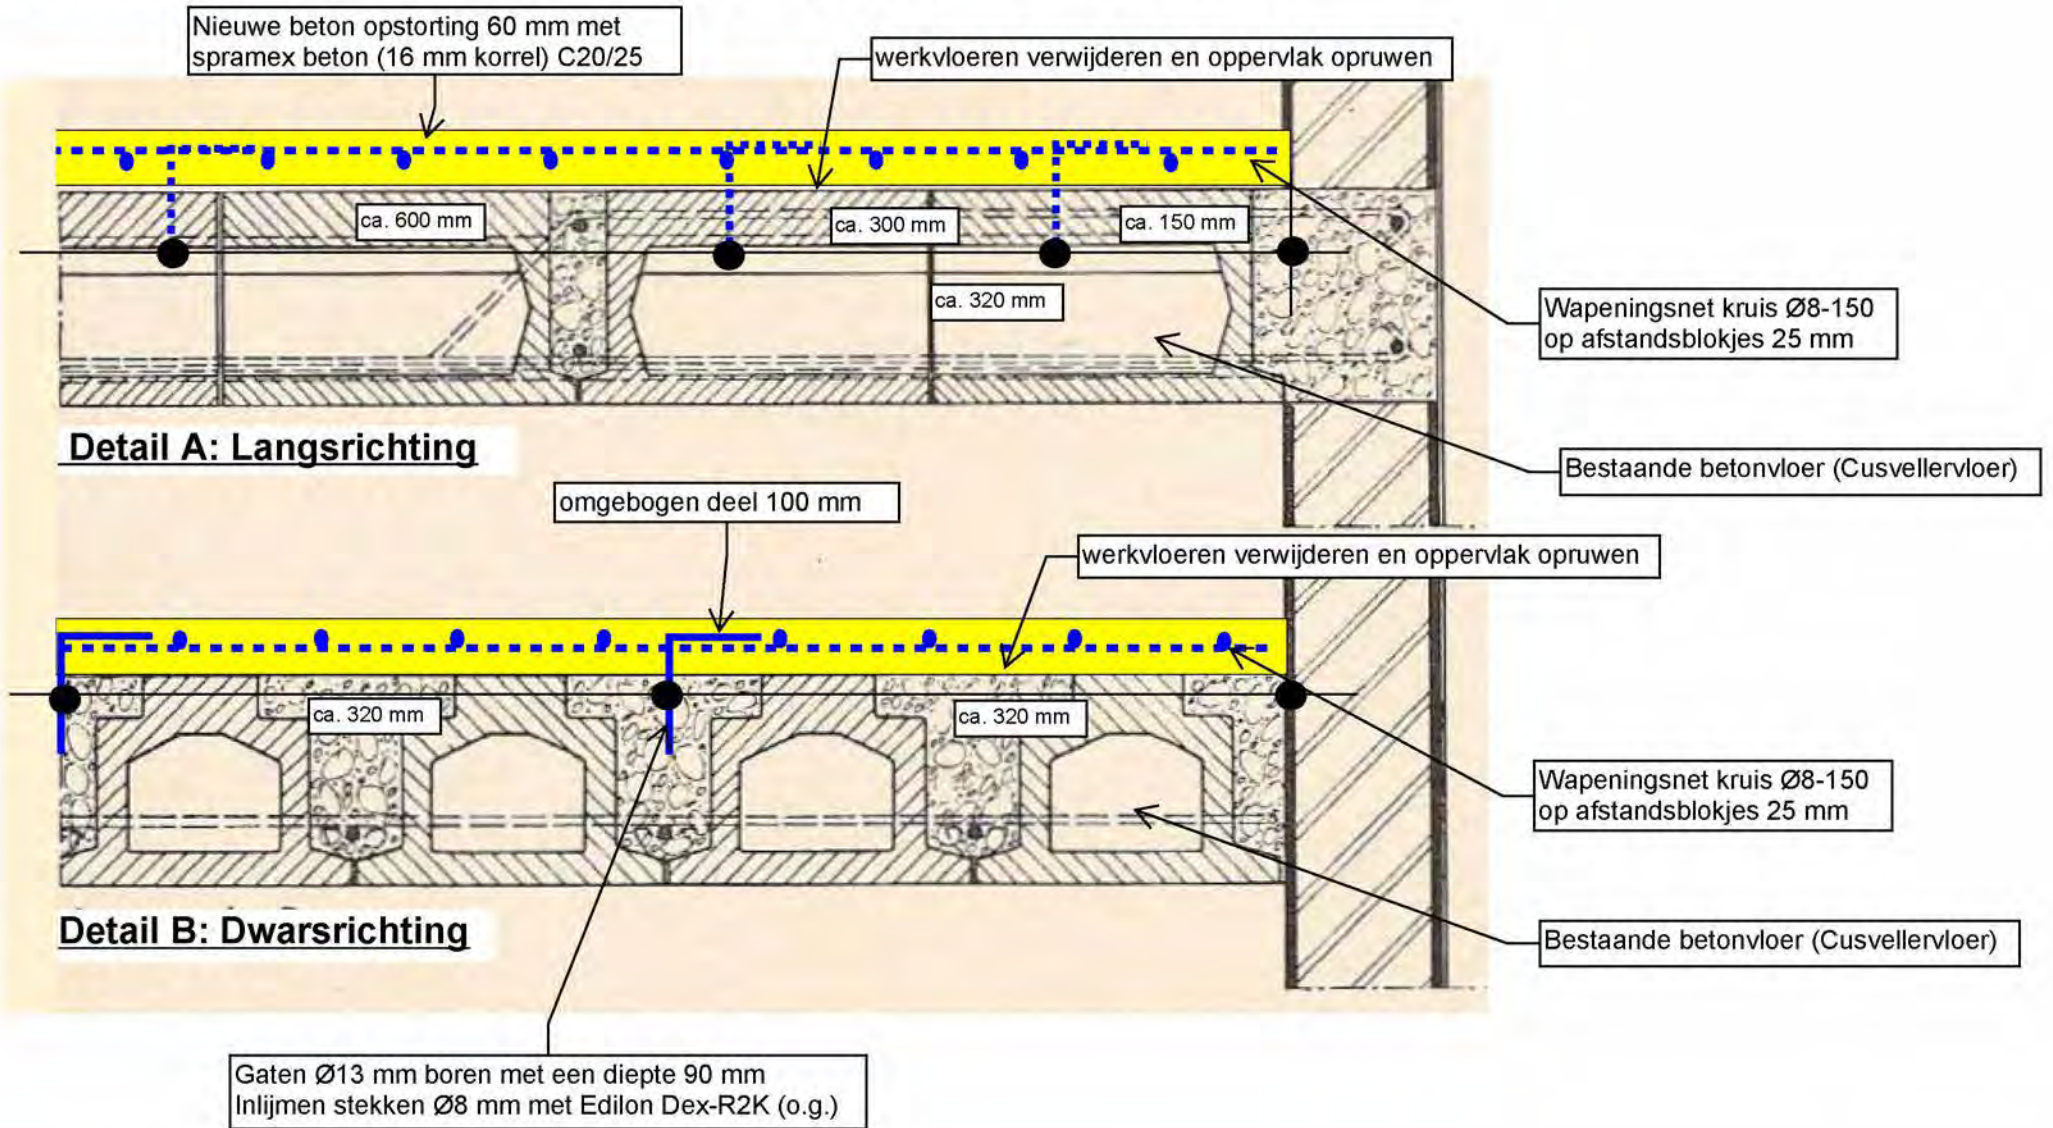 Nieuwe beton opstorting 60 mm met
spramex beton (16 mm korrel) C20/25
werkvloeren verwijderen en oppervlak opruwen
ca. 600 mm
ca. 300 mm
ca. 150 mm
ca. 320 mm
Wapeningsnet kruis Ø8-150
op afstandsblokjes 25 mm
Detail A: Langsrichting
Bestaande betonvloer (Cusvellervloer)
omgebogen deel 100 mm
werkvloeren verwijderen en oppervlak opruwen
ca. 320 mm
ca. 320 mm
Wapeningsnet kruis Ø8-150
op afstandsblokjes 25 mm
Detail B: Dwarsrichting
Bestaande betonvloer (Cusvellervloer)
Gaten Ø13 mm boren met een diepte 90 mm
Inlijmen stekken Ø8 mm met Edilon Dex-R2K (o.g.)